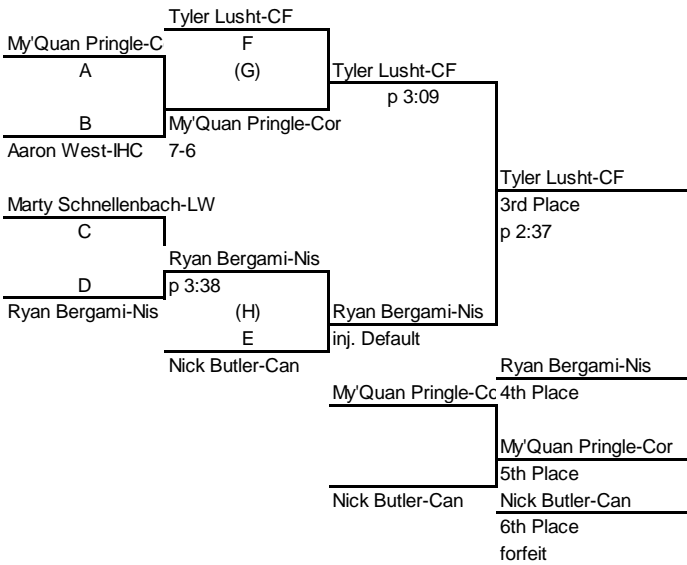 Tyler Lusht-CF
My'Quan Pringle-C
F
A
(G)
Tyler Lusht-CF
p 3:09
B
My'Quan Pringle-Cor
Aaron West-IHC
7-6
Tyler Lusht-CF
Marty Schnellenbach-LW
3rd Place
C
p 2:37
Ryan Bergami-Nis
D
p 3:38
Ryan Bergami-Nis
(H)
Ryan Bergami-Nis
E
inj. Default
Nick Butler-Can
Ryan Bergami-Nis
My'Quan Pringle-Cc
4th Place
My'Quan Pringle-Cor
5th Place
Nick Butler-Can
Nick Butler-Can
6th Place
forfeit